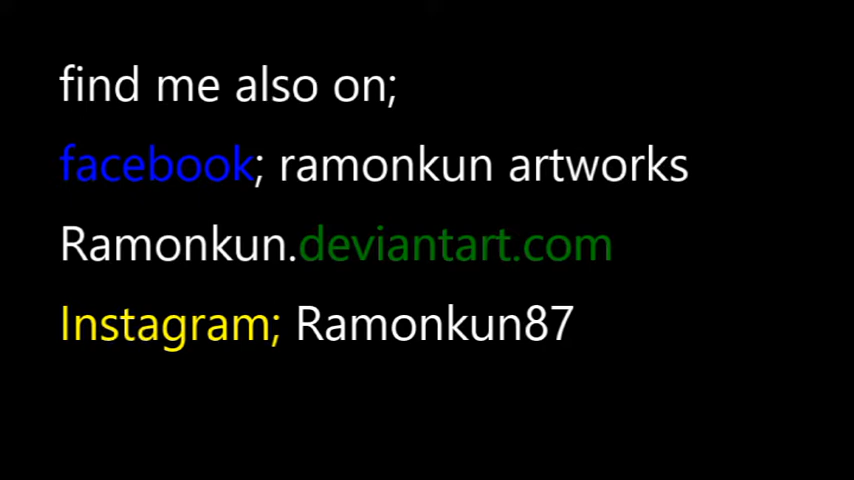 find me also on;
facebook; ramonkun artworks
Ramonkun.deviantart.com
Instagram; Ramonkun87